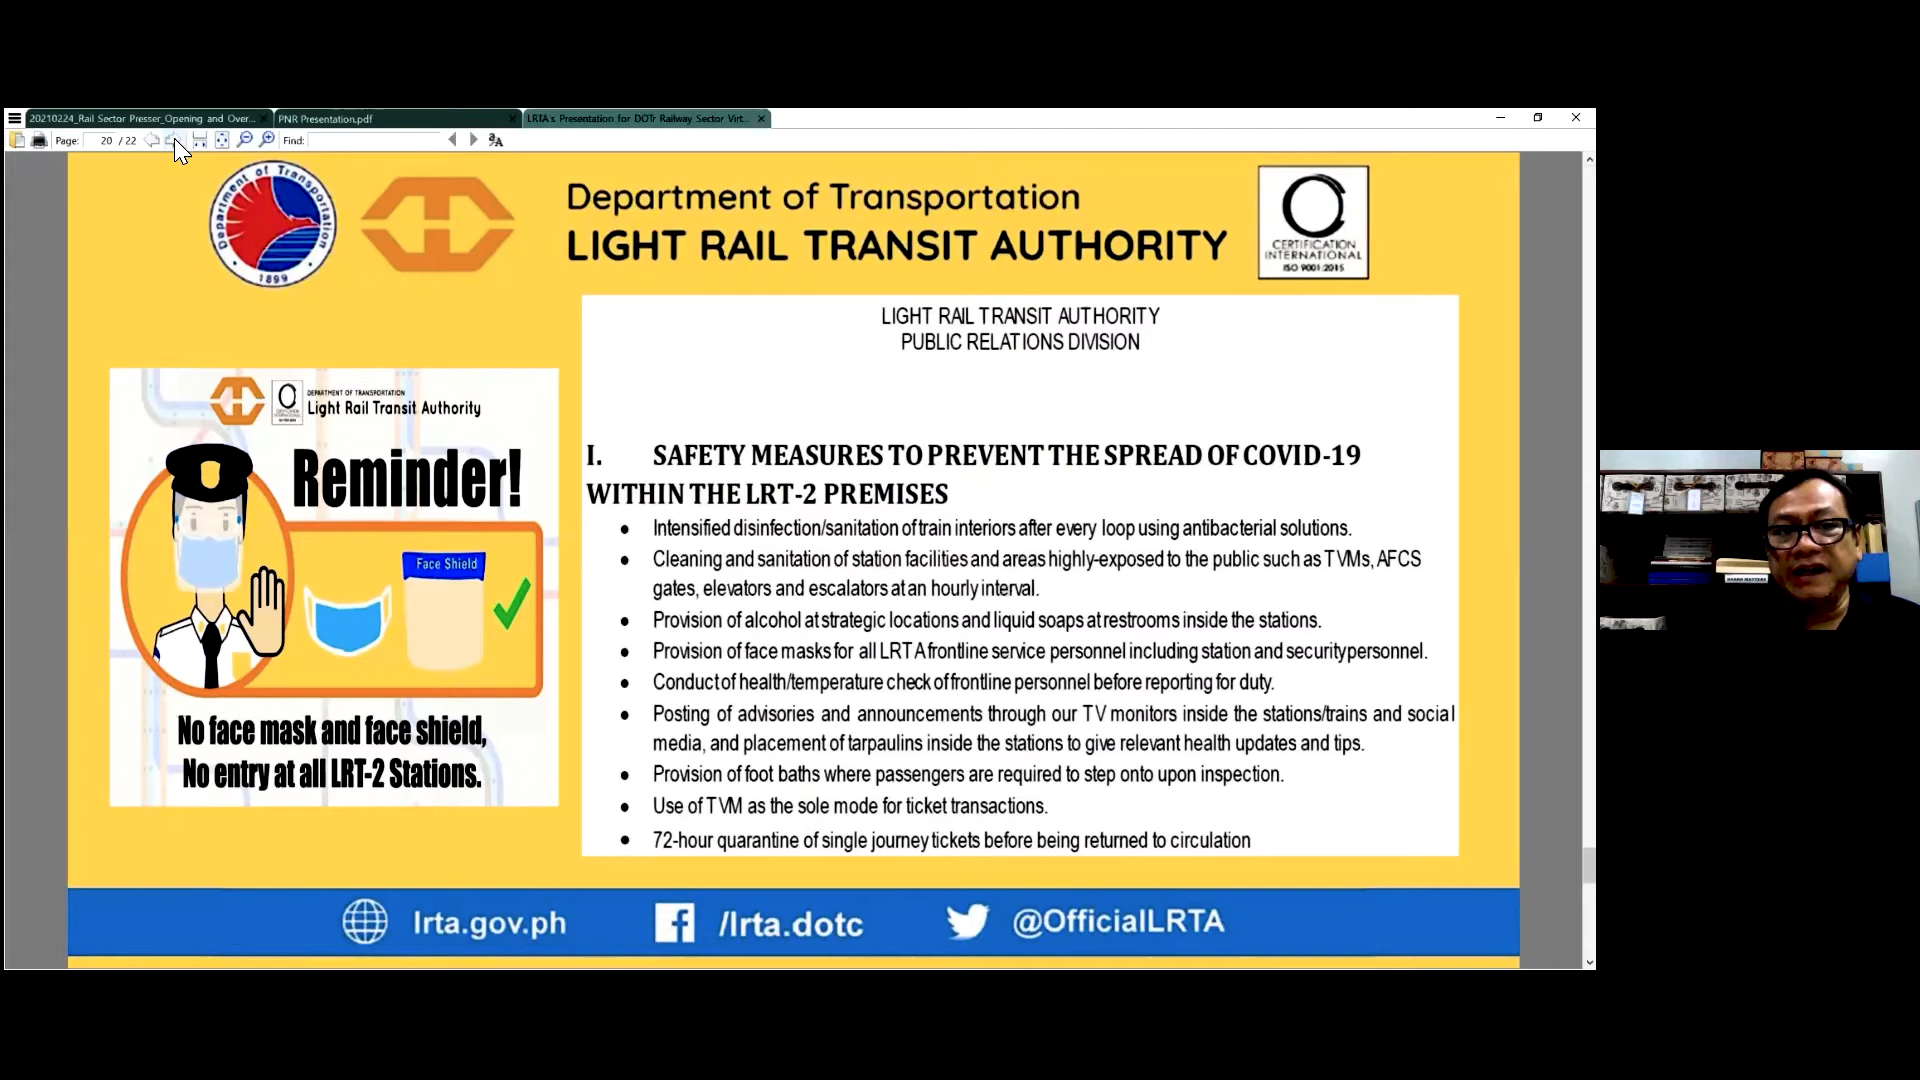 20210224_Rail Sector Presser_Opening and Over...
PNR Presentation.pdf
LRTA's Presentation for DOTr Railway Sector Virt...
Page: 20 / 22
Find:
Department of Transportation
1899
Department of Transportation
LIGHT RAIL TRANSIT AUTHORITY
CERTIFICATION
INTERNATIONAL
ISO 9001:2015
DEPARTMENT OF TRANSPORTATION
Light Rail Transit Authority
Reminder!
Face Shield
No face mask and face shield,
No entry at all LRT-2 Stations.
LIGHT RAIL TRANSIT AUTHORITY
PUBLIC RELATIONS DIVISION
I. SAFETY MEASURES TO PREVENT THE SPREAD OF COVID-19
WITHIN THE LRT-2 PREMISES
• Intensified disinfection/sanitation of train interiors after every loop using antibacterial solutions.
• Cleaning and sanitation of station facilities and areas highly-exposed to the public such as TVMs, AFCS
gates, elevators and escalators at an hourly interval.
• Provision of alcohol at strategic locations and liquid soaps at restrooms inside the stations.
• Provision of face masks for all LRTA frontline service personnel including station and security personnel.
• Conduct of health/temperature check of frontline personnel before reporting for duty.
• Posting of advisories and announcements through our TV monitors inside the stations/trains and social
media, and placement of tarpaulins inside the stations to give relevant health updates and tips.
• Provision of foot baths where passengers are required to step onto upon inspection.
• Use of TVM as the sole mode for ticket transactions.
• 72-hour quarantine of single journey tickets before being returned to circulation
lrta.gov.ph
/lrta.dotc
@OfficialLRTA